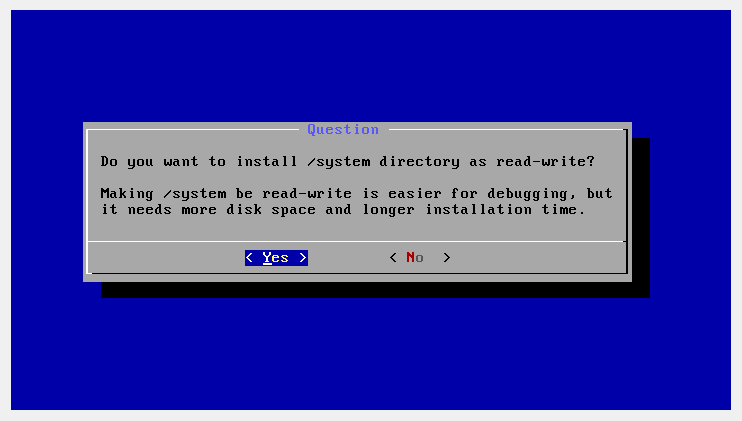 Question
Do you want to install /system directory as read-write?
Making /system be read-write is easier for debugging, but
it needs more disk space and longer installation time.
< Yes > < No >